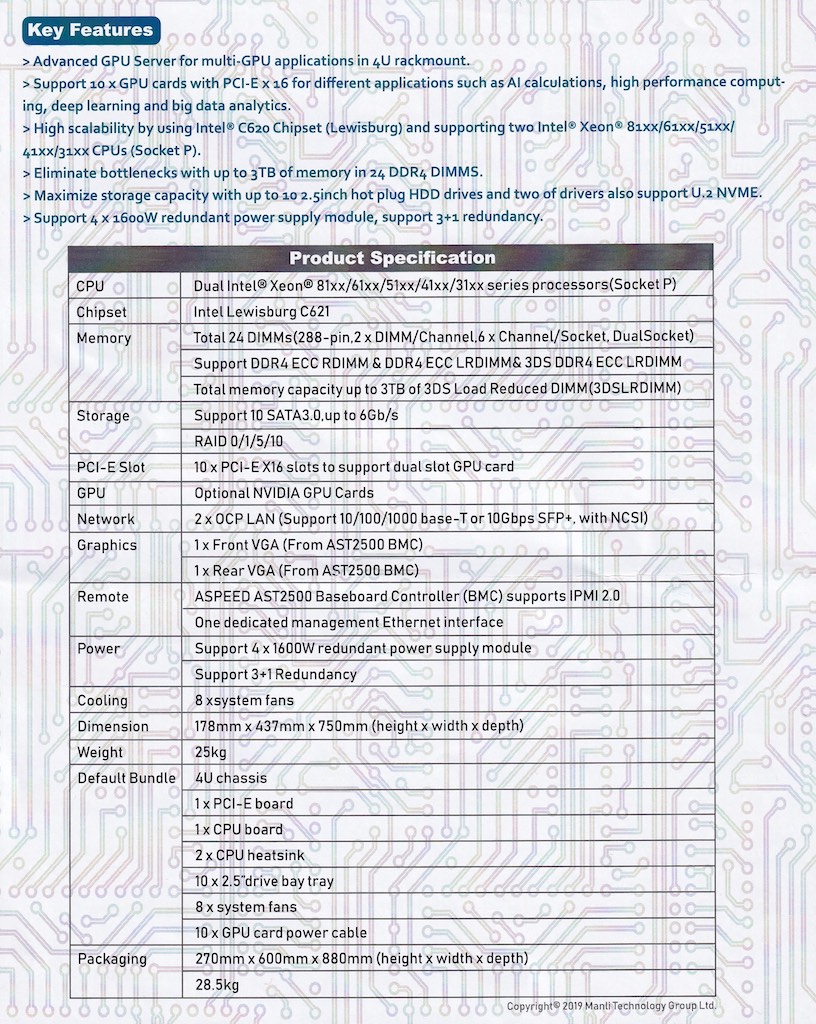 Key Features
> Advanced GPU Server for multi-GPU applications in 4U rackmount.
> Support 10 x GPU cards with PCI-E x 16 for different applications such as AI calculations, high performance comput-
ing, deep learning and big data analytics.
> High scalability by using Intel® C620 Chipset (Lewisburg) and supporting two Intel® Xeon® 81xx/61xx/51xx/
41xx/31xx CPUs (Socket P).
> Eliminate bottlenecks with up to 3TB of memory in 24 DDR4 DIMMS.
> Maximize storage capacity with up to 10 2.5inch hot plug HDD drives and two of drivers also support U.2 NVME.
> Support 4 x 1600W redundant power supply module, support 3+1 redundancy.
Product Specification
CPU Dual Intel® Xeon® 81xx/61xx/51xx/41xx/31xx series processors(Socket P)
Chipset Intel Lewisburg C621
Memory Total 24 DIMMs(288-pin,2 x DIMM/Channel,6 x Channel/Socket, DualSocket)
Support DDR4 ECC RDIMM & DDR4 ECC LRDIMM& 3DS DDR4 ECC LRDIMM
Total memory capacity up to 3TB of 3DS Load Reduced DIMM(3DSLRDIMM)
Storage Support 10 SATA3.0,up to 6Gb/s
RAID 0/1/5/10
PCI-E Slot 10 x PCI-E X16 slots to support dual slot GPU card
GPU Optional NVIDIA GPU Cards
Network 2 x OCP LAN (Support 10/100/1000 base-T or 10Gbps SFP+, with NCSI)
Graphics 1 x Front VGA (From AST2500 BMC)
1 x Rear VGA (From AST2500 BMC)
Remote ASPEED AST2500 Baseboard Controller (BMC) supports IPMI 2.0
One dedicated management Ethernet interface
Power Support 4 x 1600W redundant power supply module
Support 3+1 Redundancy
Cooling 8 xsystem fans
Dimension 178mm x 437mm x 750mm (height x width x depth)
Weight 25kg
Default Bundle 4U chassis
1 x PCI-E board
1 x CPU board
2 x CPU heatsink
10 x 2.5"drive bay tray
8 x system fans
10 x GPU card power cable
Packaging 270mm x 600mm x 880mm (height x width x depth)
28.5kg
Copyright® 2019 Manli Technology Group Ltd.